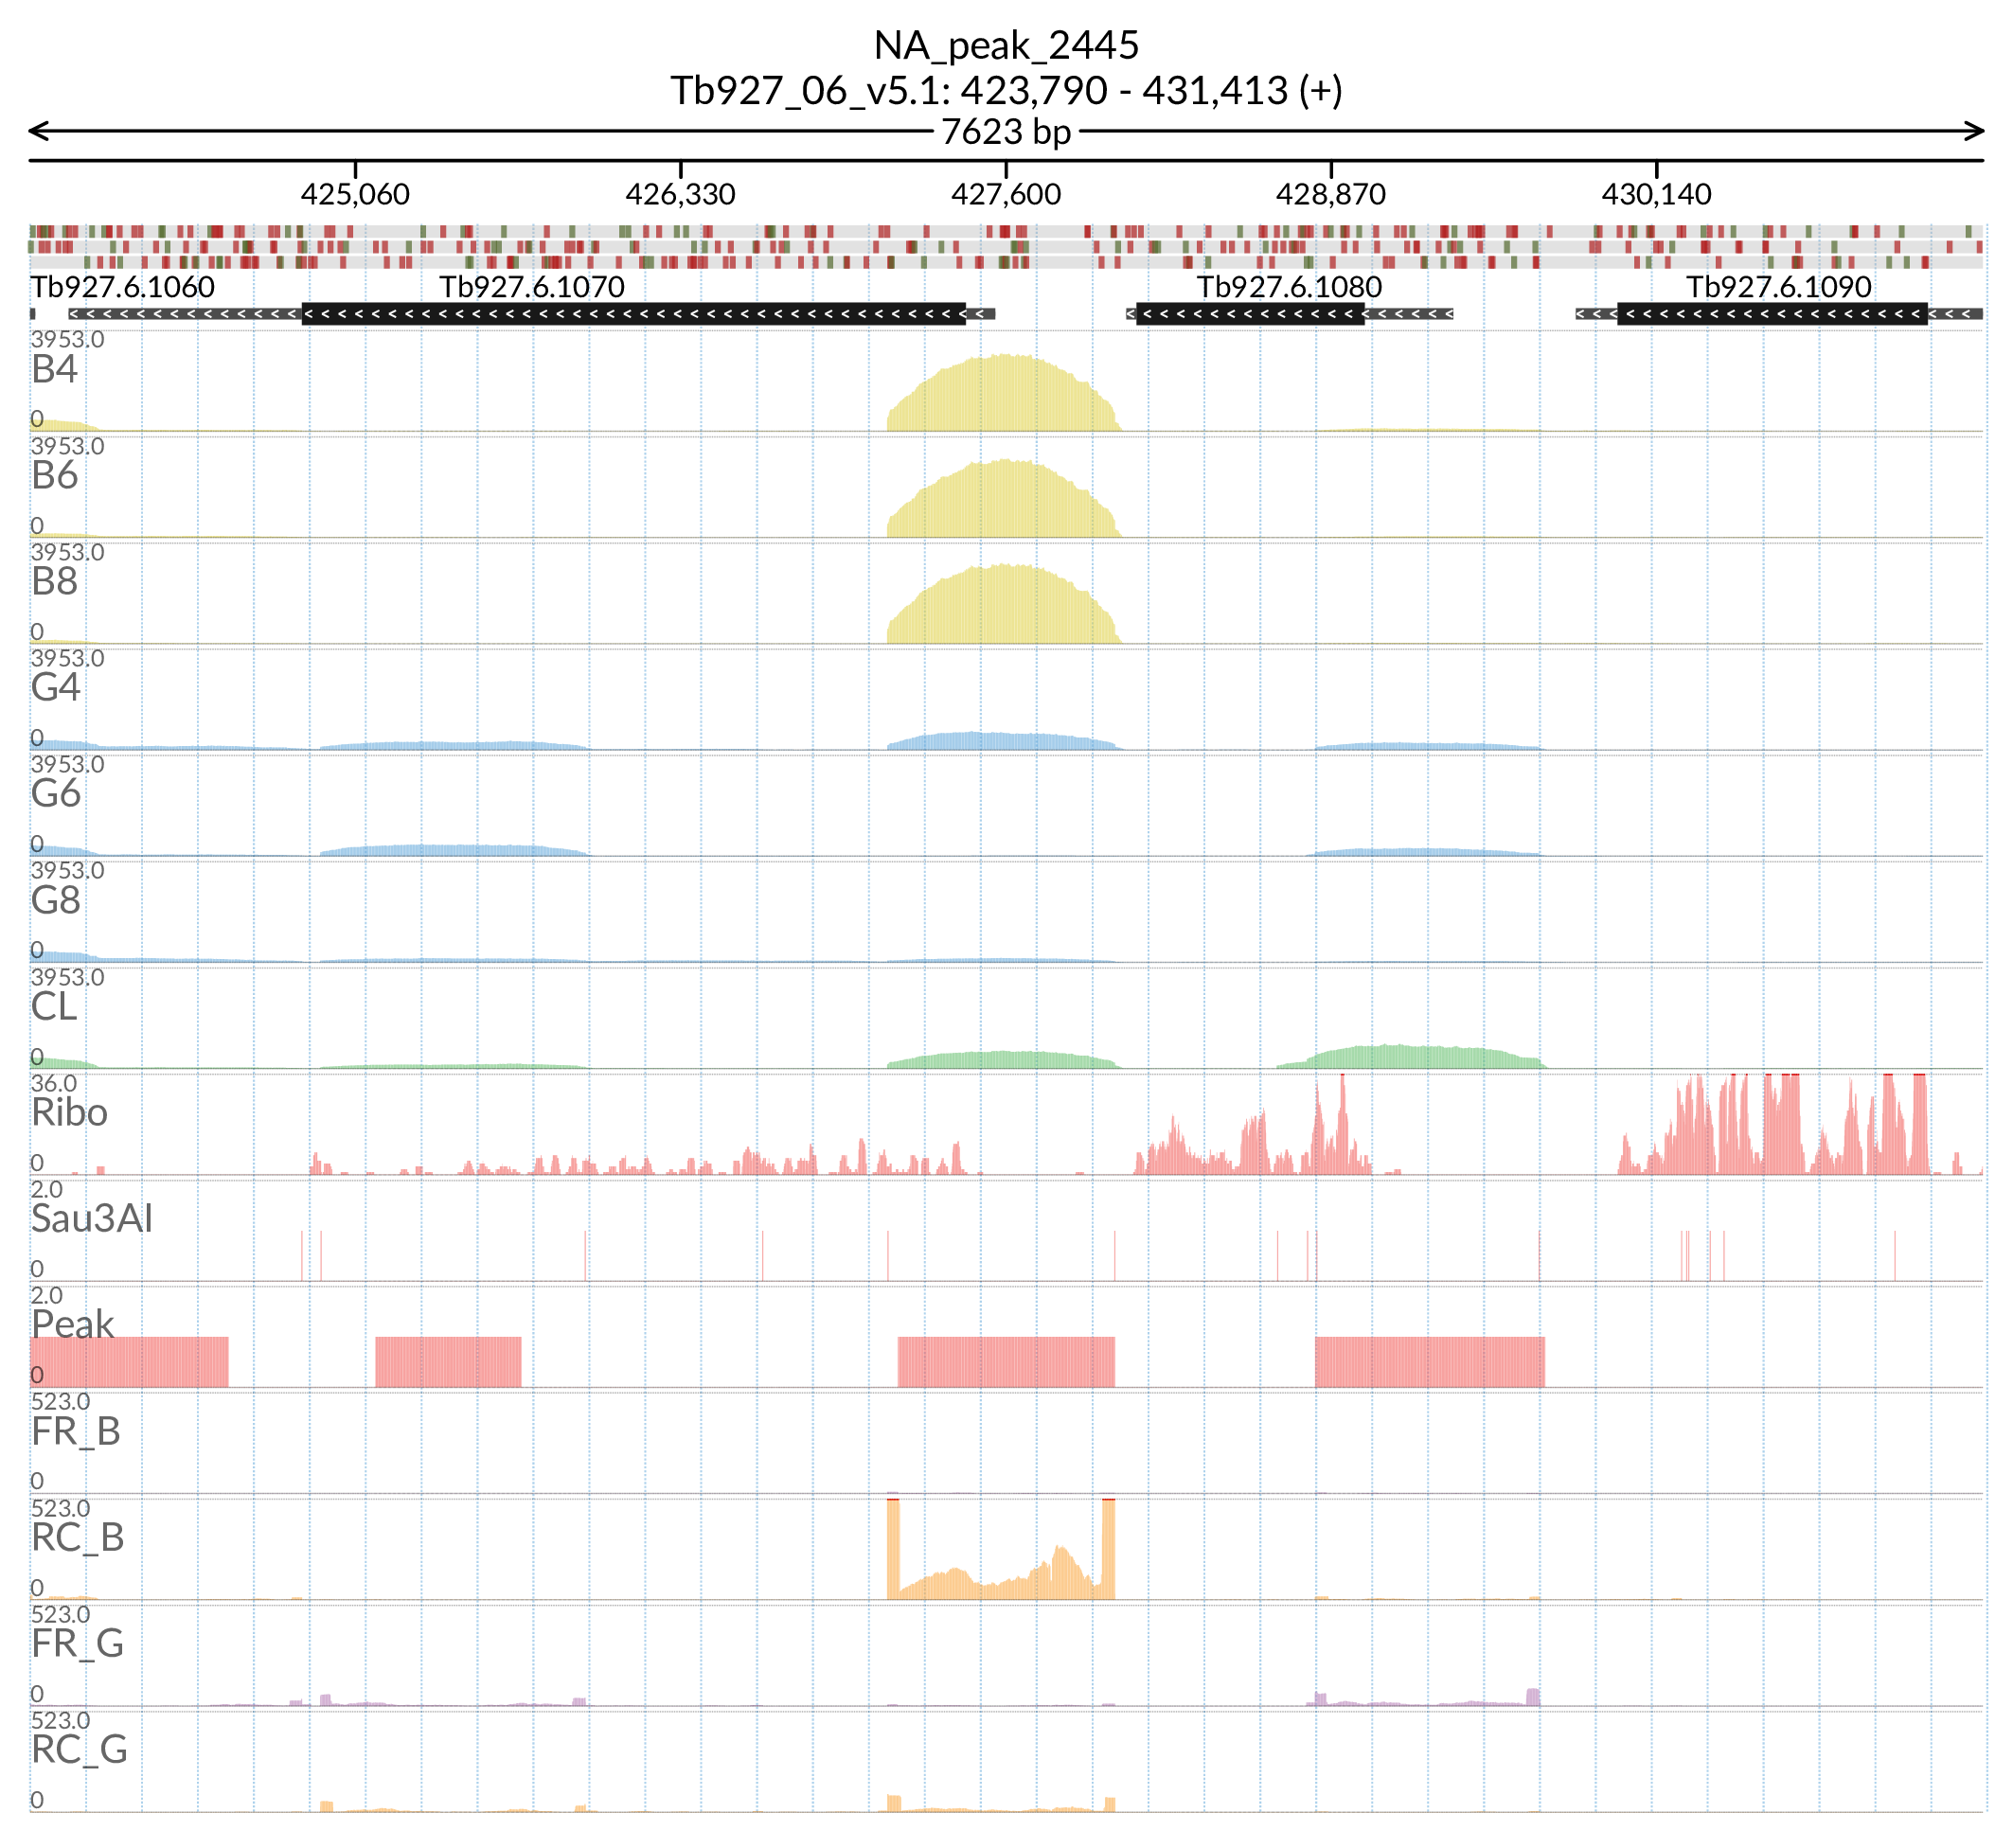 NA_peak_2445
Tb927_06_v5.1: 423,790 - 431,413 (+)
7623 bp
425,060 426,330 427,600 428,870 430,140
Tb927.6.1060 Tb927.6.1070 Tb927.6.1080 Tb927.6.1090
3953.0
B4
0
3953.0
B6
0
3953.0
B8
0
3953.0
G4
0
3953.0
G6
0
3953.0
G8
0
3953.0
CL
0
36.0
Ribo
0
2.0
Sau3AI
0
2.0
Peak
0
523.0
FR_B
0
523.0
RC_B
0
523.0
FR_G
0
523.0
RC_G
0